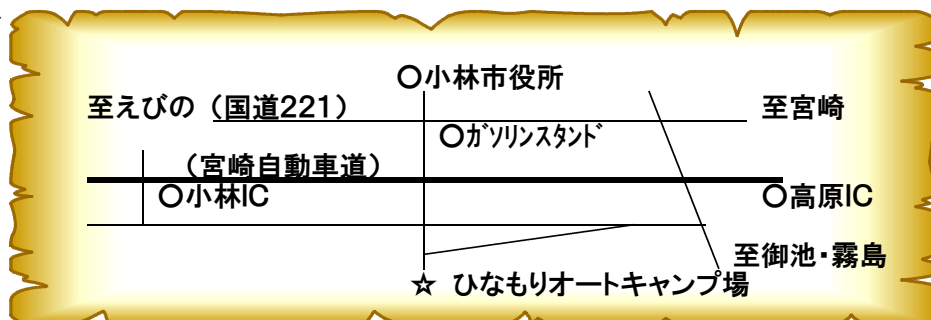 ○小林市役所
至えびの（国道221）
至宮崎
○ガソリンスタンド
（宮崎自動車道）
○小林IC
○高原IC
至御池・霧島
☆ ひなもりオートキャンプ場